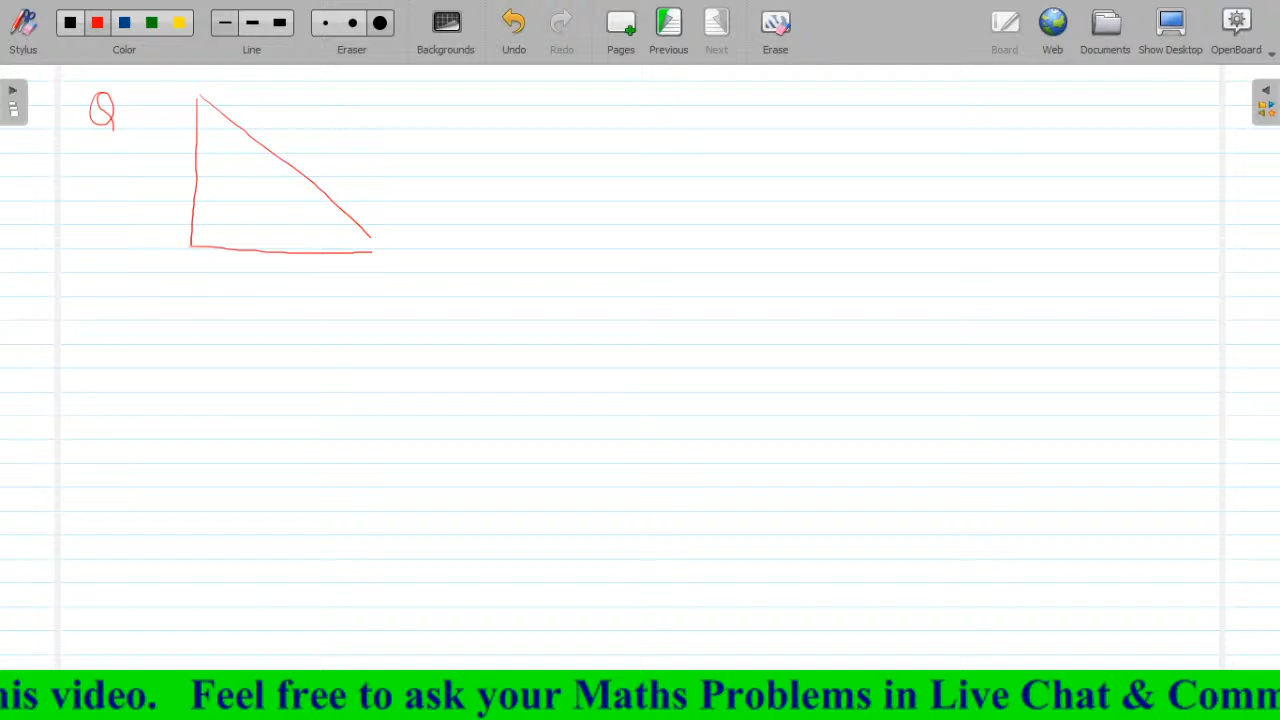 Stylus Color Line Eraser Backgrounds Undo Redo Pages Previous Next Erase Board Web Documents Show Desktop OpenBoard
Q
his video. Feel free to ask your Maths Problems in Live Chat & Comm